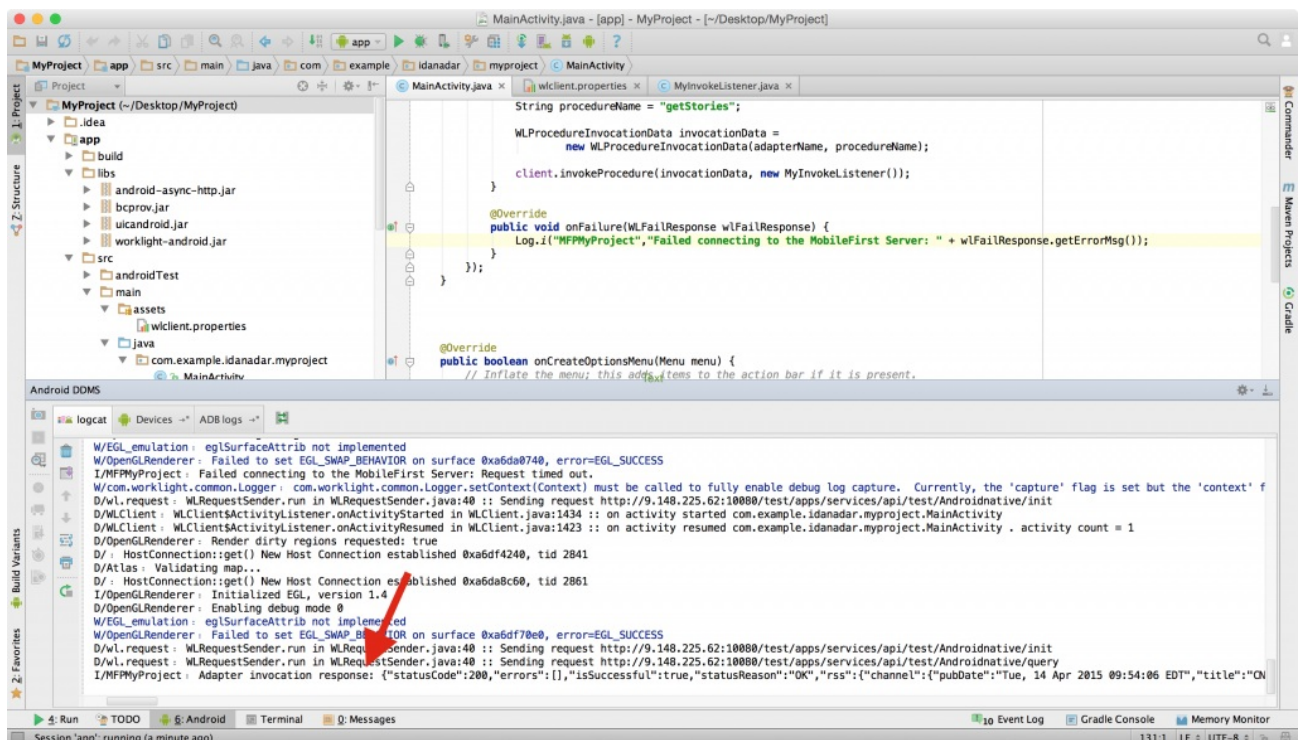 MainActivity.java - [app] - MyProject - [~/Desktop/MyProject]
app
MyProject app src main java com example idanadar myproject MainActivity
Project
MainActivity.java wlclient.properties MyInvokeListener.java
1: Project
Z: Structure
Build Variants
2: Favorites
Commander
Maven Projects
Gradle
MyProject (~/Desktop/MyProject)
.idea
app
build
libs
android-async-http.jar
bcprov.jar
uicandroid.jar
worklight-android.jar
src
androidTest
main
assets
wlclient.properties
java
com.example.idanadar.myproject
MainActivity
String procedureName = "getStories";
WLProcedureInvocationData invocationData =
new WLProcedureInvocationData(adapterName, procedureName);
client.invokeProcedure(invocationData, new MyInvokeListener());
}
@Override
public void onFailure(WLFailResponse wlFailResponse) {
Log.i("MFPMyProject","Failed connecting to the MobileFirst Server: " + wlFailResponse.getErrorMsg());
}
});
}
@Override
public boolean onCreateOptionsMenu(Menu menu) {
// Inflate the menu; this adds items to the action bar if it is present.
Text
Android DDMS
logcat Devices ADB logs
W/EGL_emulation﹕ eglSurfaceAttrib not implemented
W/OpenGLRenderer﹕ Failed to set EGL_SWAP_BEHAVIOR on surface 0xa6da0740, error=EGL_SUCCESS
I/MFPMyProject﹕ Failed connecting to the MobileFirst Server: Request timed out.
W/com.worklight.common.Logger﹕ com.worklight.common.Logger.setContext(Context) must be called to fully enable debug log capture.  Currently, the 'capture' flag is set but the 'context' f
D/wl.request﹕ WLRequestSender.run in WLRequestSender.java:40 :: Sending request http://9.148.225.62:10080/test/apps/services/api/test/Androidnative/init
D/WLClient﹕ WLClient$ActivityListener.onActivityStarted in WLClient.java:1434 :: on activity started com.example.idanadar.myproject.MainActivity
D/WLClient﹕ WLClient$ActivityListener.onActivityResumed in WLClient.java:1423 :: on activity resumed com.example.idanadar.myproject.MainActivity . activity count = 1
D/OpenGLRenderer﹕ Render dirty regions requested: true
D/﹕ HostConnection::get() New Host Connection established 0xa6df4240, tid 2841
D/Atlas﹕ Validating map...
D/﹕ HostConnection::get() New Host Connection established 0xa6da8c60, tid 2861
I/OpenGLRenderer﹕ Initialized EGL, version 1.4
D/OpenGLRenderer﹕ Enabling debug mode 0
W/EGL_emulation﹕ eglSurfaceAttrib not implemented
W/OpenGLRenderer﹕ Failed to set EGL_SWAP_BEHAVIOR on surface 0xa6df70e0, error=EGL_SUCCESS
D/wl.request﹕ WLRequestSender.run in WLRequestSender.java:40 :: Sending request http://9.148.225.62:10080/test/apps/services/api/test/Androidnative/init
D/wl.request﹕ WLRequestSender.run in WLRequestSender.java:40 :: Sending request http://9.148.225.62:10080/test/apps/services/api/test/Androidnative/query
I/MFPMyProject﹕ Adapter invocation response: {"statusCode":200,"errors":[],"isSuccessful":true,"statusReason":"OK","rss":{"channel":{"pubDate":"Tue, 14 Apr 2015 09:54:06 EDT","title":"CN
4: Run TODO 6: Android Terminal 0: Messages 10 Event Log Gradle Console Memory Monitor
Session 'app': running (a minute ago) 131:1 LF UTF-8